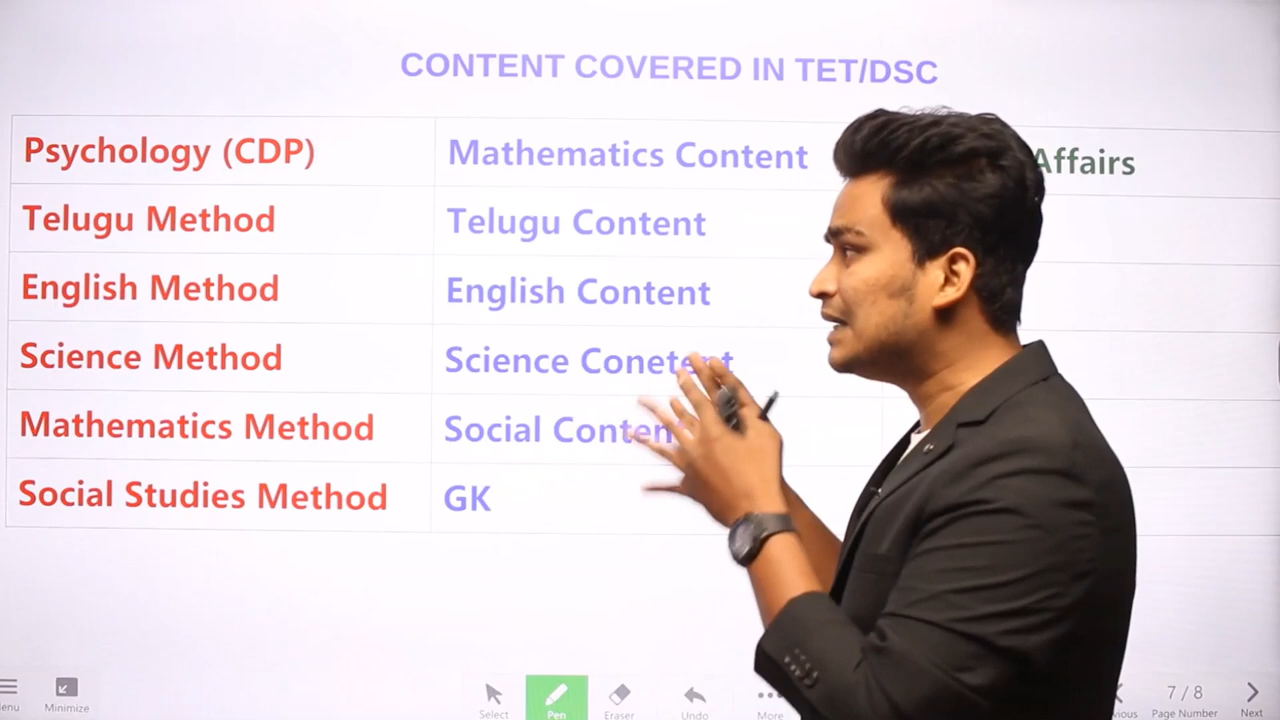 CONTENT COVERED IN TET/DSC
Psychology (CDP) Mathematics Content Affairs
Telugu Method Telugu Content
English Method English Content
Science Method Science Conetent
Mathematics Method Social Content
Social Studies Method GK
Minimize Select Pen Eraser Undo More 7 / 8 Page Number Next